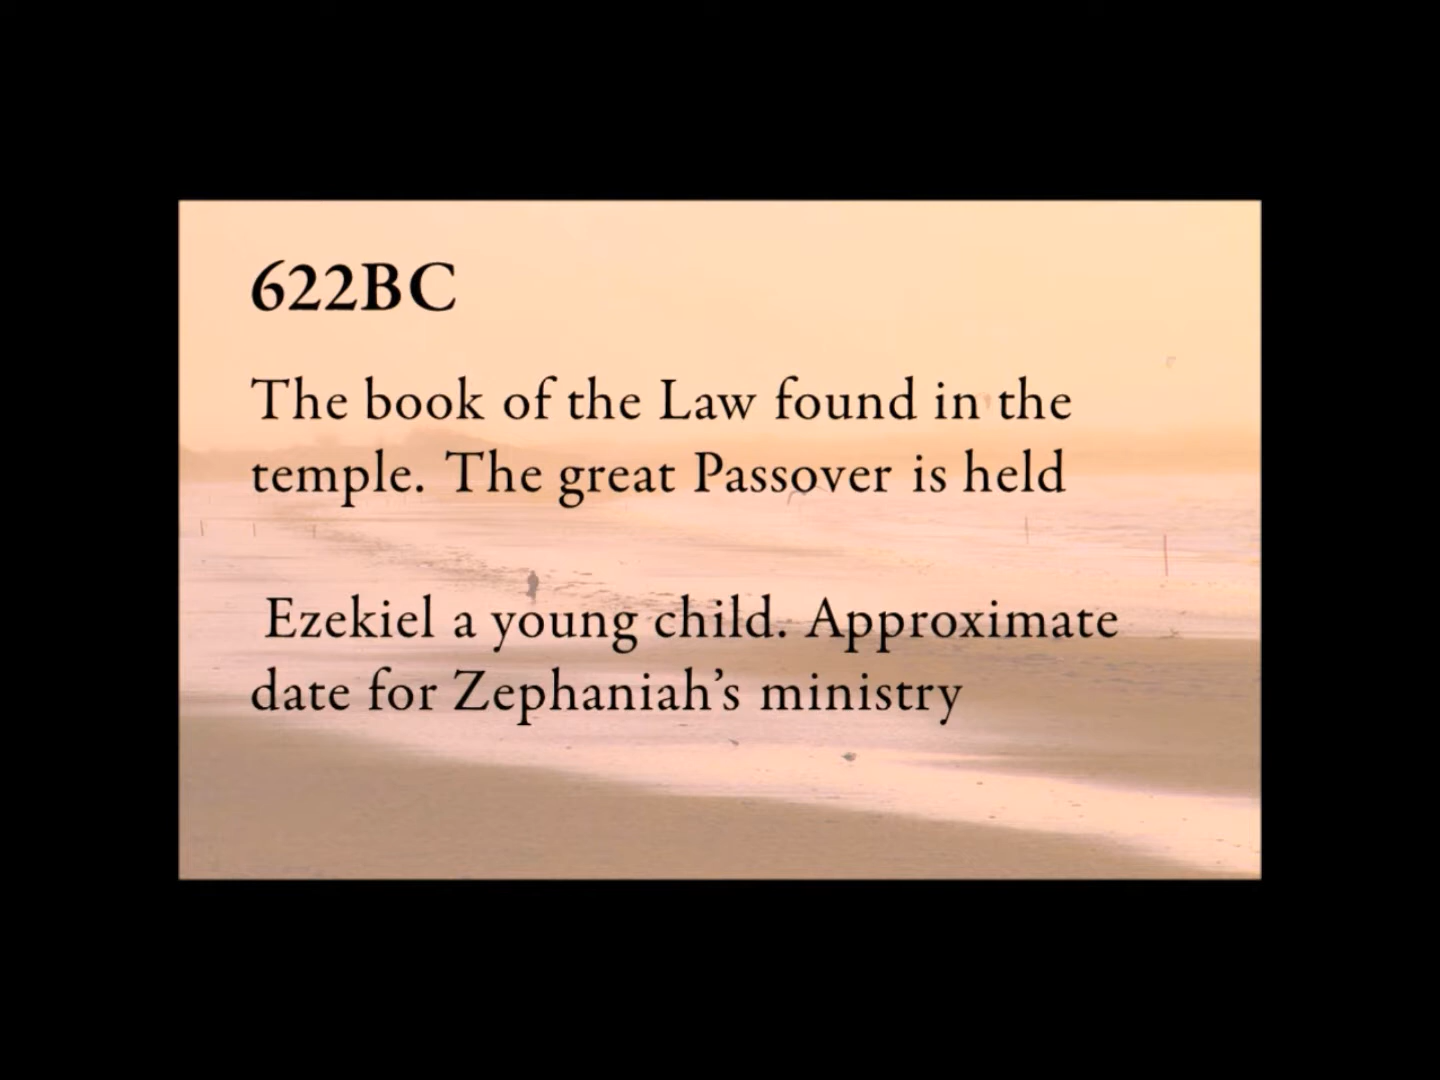 622BC
The book of the Law found in the
temple. The great Passover is held
Ezekiel a young child. Approximate
date for Zephaniah’s ministry